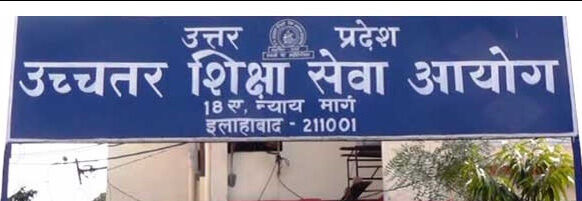 उत्तर प्रदेश
उच्चतर शिक्षा सेवा आयोग
18 ए, न्याय मार्ग
इलाहाबाद - 211001